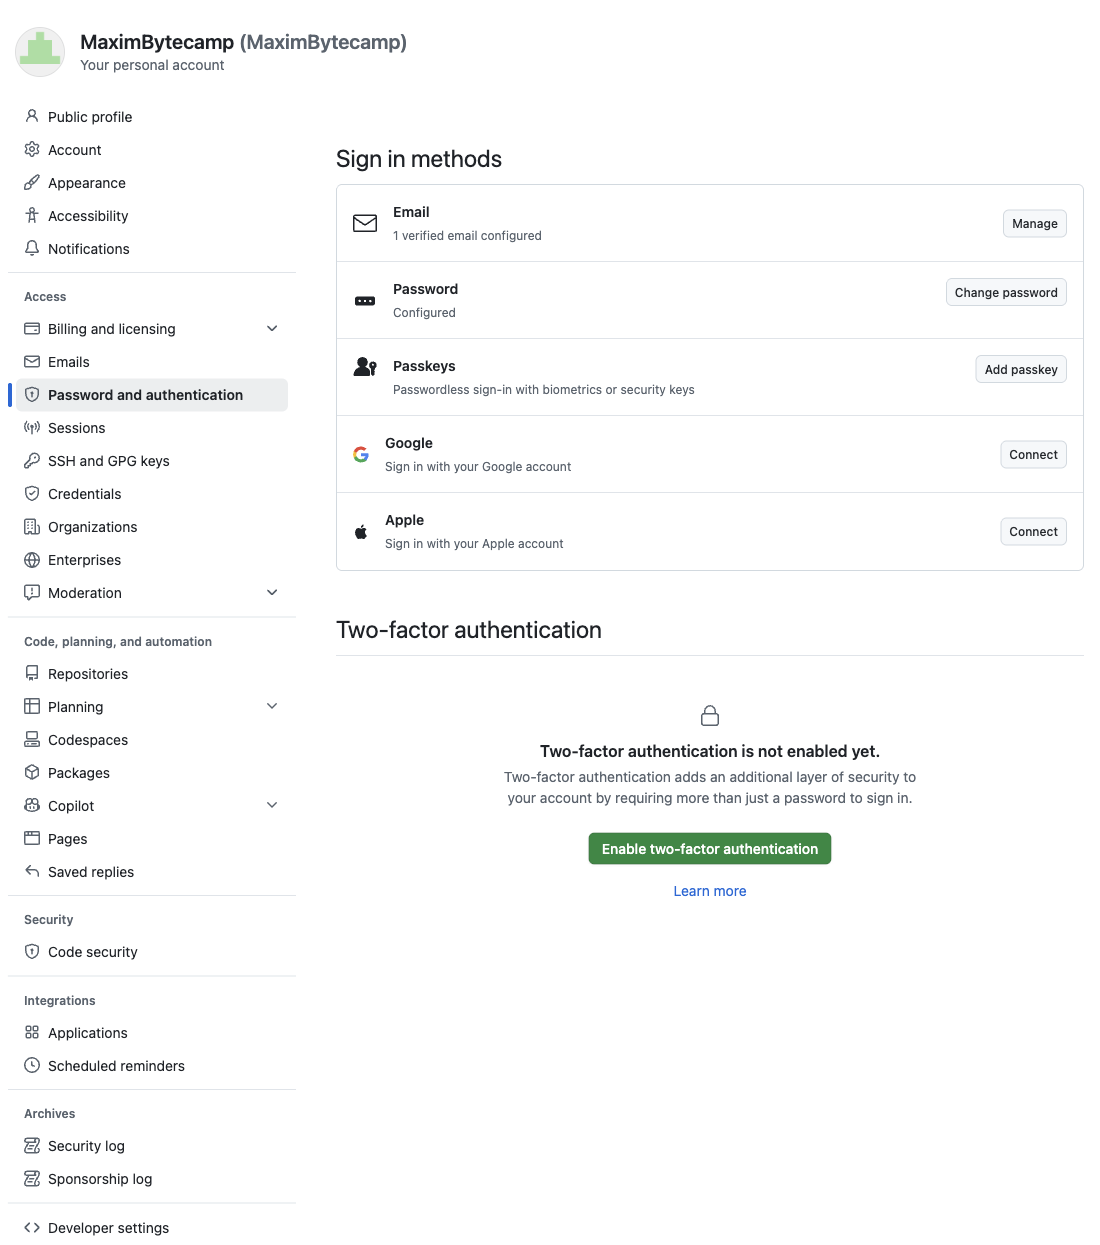 MaximBytecamp (MaximBytecamp)
Your personal account
Public profile
Account
Appearance
Accessibility
Notifications
Access
Billing and licensing
Emails
Password and authentication
Sessions
SSH and GPG keys
Credentials
Organizations
Enterprises
Moderation
Code, planning, and automation
Repositories
Planning
Codespaces
Packages
Copilot
Pages
Saved replies
Security
Code security
Integrations
Applications
Scheduled reminders
Archives
Security log
Sponsorship log
Developer settings
Sign in methods
Email
1 verified email configured
Manage
Password
Configured
Change password
Passkeys
Passwordless sign-in with biometrics or security keys
Add passkey
Google
Sign in with your Google account
Connect
Apple
Sign in with your Apple account
Connect
Two-factor authentication
Two-factor authentication is not enabled yet.
Two-factor authentication adds an additional layer of security to
your account by requiring more than just a password to sign in.
Enable two-factor authentication
Learn more